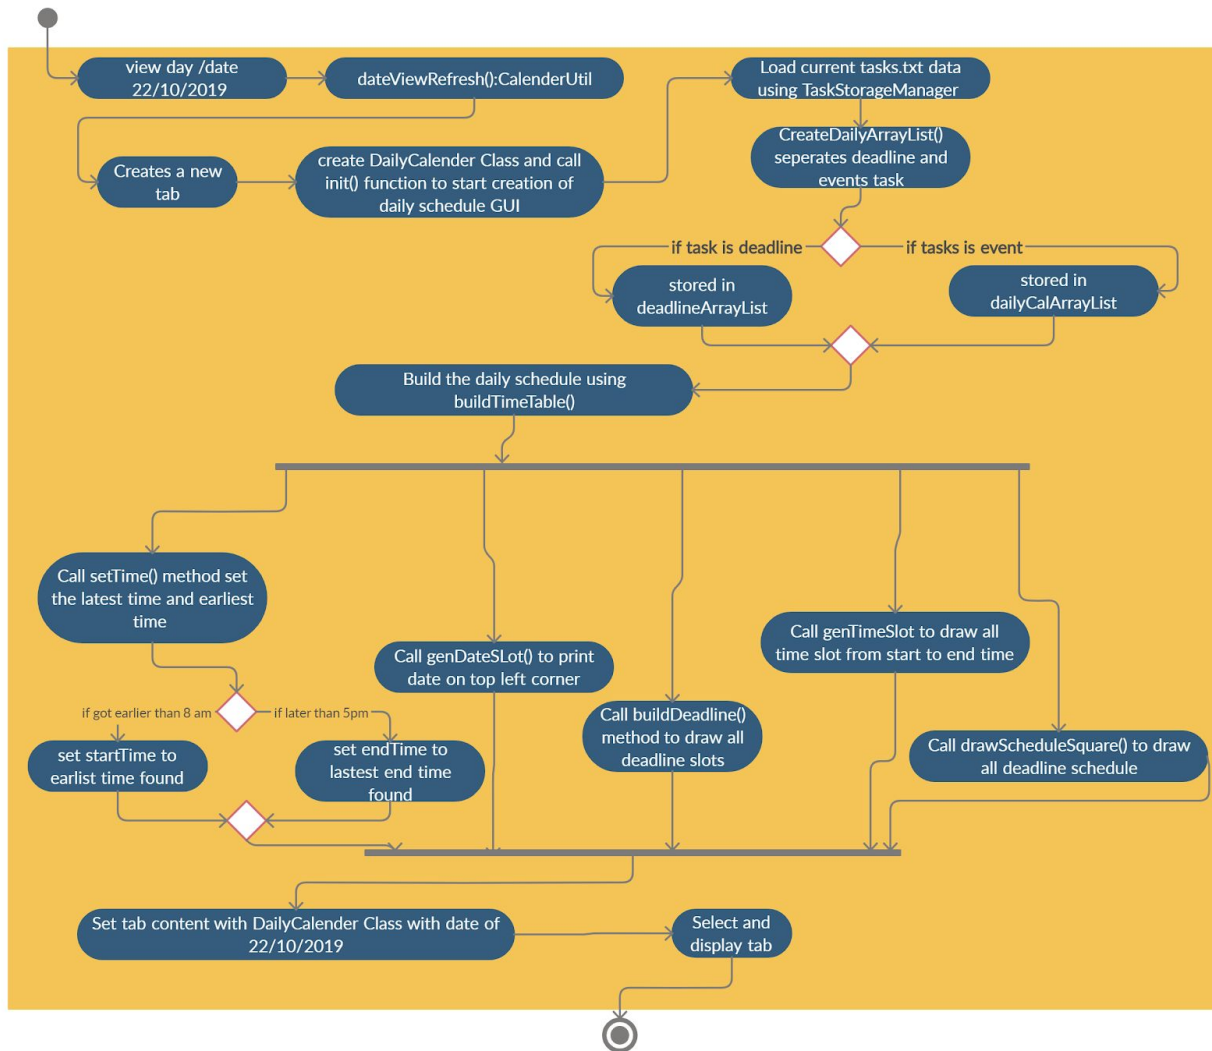 view day /date
22/10/2019
dateViewRefresh():CalenderUtil
Load current tasks.txt data
using TaskStorageManager
Creates a new
tab
create DailyCalender Class and call
init() function to start creation of
daily schedule GUI
CreateDailyArrayList()
seperates deadline and
events task
if task is deadline
if tasks is event
stored in
deadlineArrayList
stored in
dailyCalArrayList
Build the daily schedule using
buildTimeTable()
Call setTime() method set
the latest time and earliest
time
Call genDateSLot() to print
date on top left corner
Call buildDeadline()
method to draw all
deadline slots
Call genTimeSlot to draw all
time slot from start to end time
Call drawScheduleSquare() to draw
all deadline schedule
if got earlier than 8 am
if later than 5pm
set startTime to
earlist time found
set endTime to
lastest end time
found
Set tab content with DailyCalender Class with date of
22/10/2019
Select and
display tab